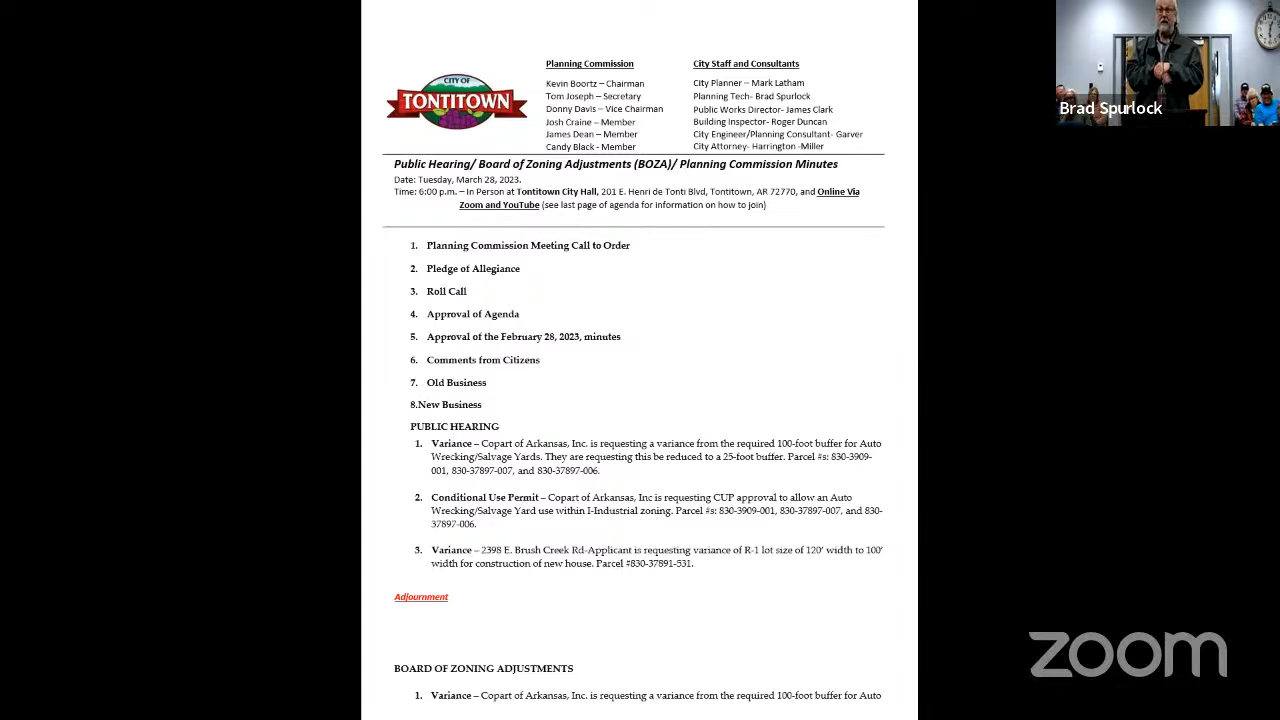 CITY OF
TONTITOWN
Planning Commission
Kevin Boortz – Chairman
Tom Joseph – Secretary
Donny Davis – Vice Chairman
Josh Craine – Member
James Dean – Member
Candy Black - Member
City Staff and Consultants
City Planner – Mark Latham
Planning Tech- Brad Spurlock
Public Works Director- James Clark
Building Inspector- Roger Duncan
City Engineer/Planning Consultant- Garver
City Attorney- Harrington -Miller
Public Hearing/ Board of Zoning Adjustments (BOZA)/ Planning Commission Minutes
Date: Tuesday, March 28, 2023.
Time: 6:00 p.m. – In Person at Tontitown City Hall, 201 E. Henri de Tonti Blvd, Tontitown, AR 72770, and Online Via
Zoom and YouTube (see last page of agenda for information on how to join)
1. Planning Commission Meeting Call to Order
2. Pledge of Allegiance
3. Roll Call
4. Approval of Agenda
5. Approval of the February 28, 2023, minutes
6. Comments from Citizens
7. Old Business
8.New Business
PUBLIC HEARING
1. Variance – Copart of Arkansas, Inc. is requesting a variance from the required 100-foot buffer for Auto
Wrecking/Salvage Yards. They are requesting this be reduced to a 25-foot buffer. Parcel #s: 830-3909-
001, 830-37897-007, and 830-37897-006.
2. Conditional Use Permit – Copart of Arkansas, Inc is requesting CUP approval to allow an Auto
Wrecking/Salvage Yard use within I-Industrial zoning. Parcel #s: 830-3909-001, 830-37897-007, and 830-
37897-006.
3. Variance – 2398 E. Brush Creek Rd-Applicant is requesting variance of R-1 lot size of 120' width to 100'
width for construction of new house. Parcel #830-37891-531.
Adjournment
BOARD OF ZONING ADJUSTMENTS
1. Variance – Copart of Arkansas, Inc. is requesting a variance from the required 100-foot buffer for Auto
Brad Spurlock
zoom